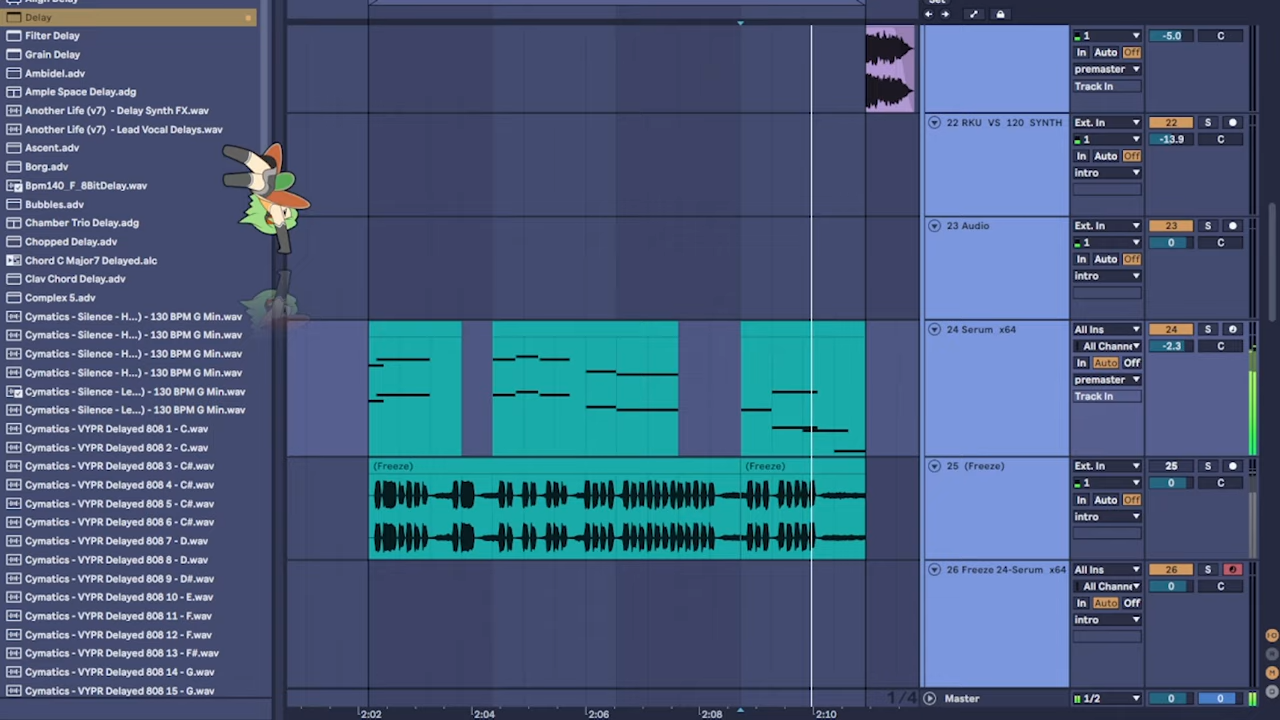 Delay
Filter Delay
Grain Delay
Ambidel.adv
Ample Space Delay.adg
Another Life (v7) - Delay Synth FX.wav
Another Life (v7) - Lead Vocal Delays.wav
Ascent.adv
Borg.adv
Bpm140_F_8BitDelay.wav
Bubbles.adv
Chamber Trio Delay.adg
Chopped Delay.adv
Chord C Major7 Delayed.alc
Clav Chord Delay.adv
Complex 5.adv
Cymatics - Silence - H...) - 130 BPM G Min.wav
Cymatics - Silence - H...) - 130 BPM G Min.wav
Cymatics - Silence - H...) - 130 BPM G Min.wav
Cymatics - Silence - H...) - 130 BPM G Min.wav
Cymatics - Silence - Le...) - 130 BPM G Min.wav
Cymatics - Silence - Le...) - 130 BPM G Min.wav
Cymatics - VYPR Delayed 808 1 - C.wav
Cymatics - VYPR Delayed 808 2 - C.wav
Cymatics - VYPR Delayed 808 3 - C#.wav
Cymatics - VYPR Delayed 808 4 - C#.wav
Cymatics - VYPR Delayed 808 5 - C#.wav
Cymatics - VYPR Delayed 808 6 - C#.wav
Cymatics - VYPR Delayed 808 7 - D.wav
Cymatics - VYPR Delayed 808 8 - D.wav
Cymatics - VYPR Delayed 808 9 - D#.wav
Cymatics - VYPR Delayed 808 10 - E.wav
Cymatics - VYPR Delayed 808 11 - F.wav
Cymatics - VYPR Delayed 808 12 - F.wav
Cymatics - VYPR Delayed 808 13 - F#.wav
Cymatics - VYPR Delayed 808 14 - G.wav
Cymatics - VYPR Delayed 808 15 - G.wav
(Freeze) (Freeze)
1/4
2:02 2:04 2:06 2:08 2:10
1 -5.0 C
In Auto Off
premaster
Track In
22 RKU VS 120 SYNTH Ext. In 22 S
1 -13.9 C
In Auto Off
intro
23 Audio Ext. In 23 S
1 0 C
In Auto Off
intro
24 Serum x64 All Ins 24 S
All Channe -2.3 C
In Auto Off
premaster
Track In
25 (Freeze) Ext. In 25 S
1 0 C
In Auto Off
intro
26 Freeze 24-Serum x64 All Ins 26 S
All Channe 0 C
In Auto Off
intro
Master 1/2 0 0